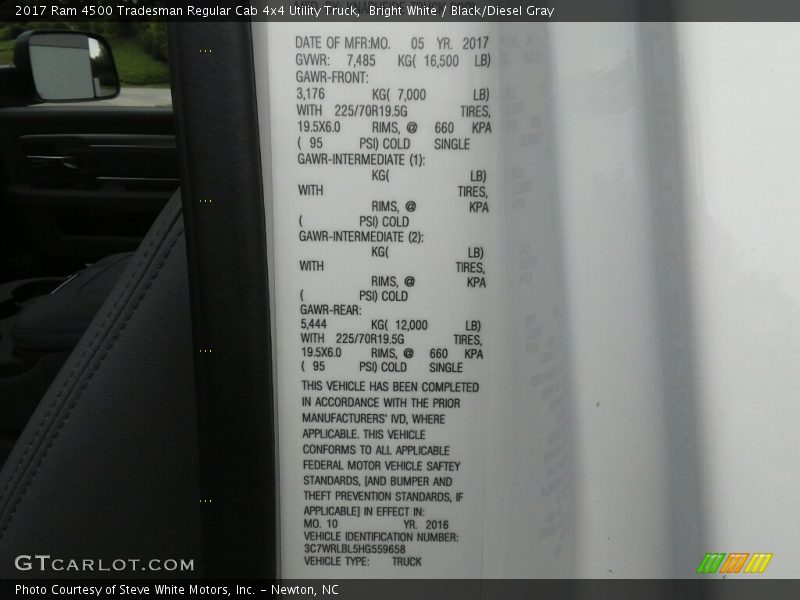 2017 Ram 4500 Tradesman Regular Cab 4x4 Utility Truck, Bright White / Black/Diesel Gray
DATE OF MFR:MO. 05 YR. 2017
GVWR: 7,485 KG( 16,500 LB)
GAWR-FRONT:
3,176 KG( 7,000 LB)
WITH 225/70R19.5G TIRES,
19.5X6.0 RIMS, @ 660 KPA
( 95 PSI) COLD SINGLE
GAWR-INTERMEDIATE (1):
KG( LB)
WITH TIRES,
RIMS, @ KPA
( PSI) COLD
GAWR-INTERMEDIATE (2):
KG( LB)
WITH TIRES,
RIMS, @ KPA
( PSI) COLD
GAWR-REAR:
5,444 KG( 12,000 LB)
WITH 225/70R19.5G TIRES,
19.5X6.0 RIMS, @ 660 KPA
( 95 PSI) COLD SINGLE
THIS VEHICLE HAS BEEN COMPLETED
IN ACCORDANCE WITH THE PRIOR
MANUFACTURERS' IVD, WHERE
APPLICABLE. THIS VEHICLE
CONFORMS TO ALL APPLICABLE
FEDERAL MOTOR VEHICLE SAFTEY
STANDARDS, [AND BUMPER AND
THEFT PREVENTION STANDARDS, IF
APPLICABLE] IN EFFECT IN:
MO. 10 YR. 2016
VEHICLE IDENTIFICATION NUMBER:
3C7WRLBL5HG559658
VEHICLE TYPE: TRUCK
GTCARLOT.COM
Photo Courtesy of Steve White Motors, Inc. – Newton, NC